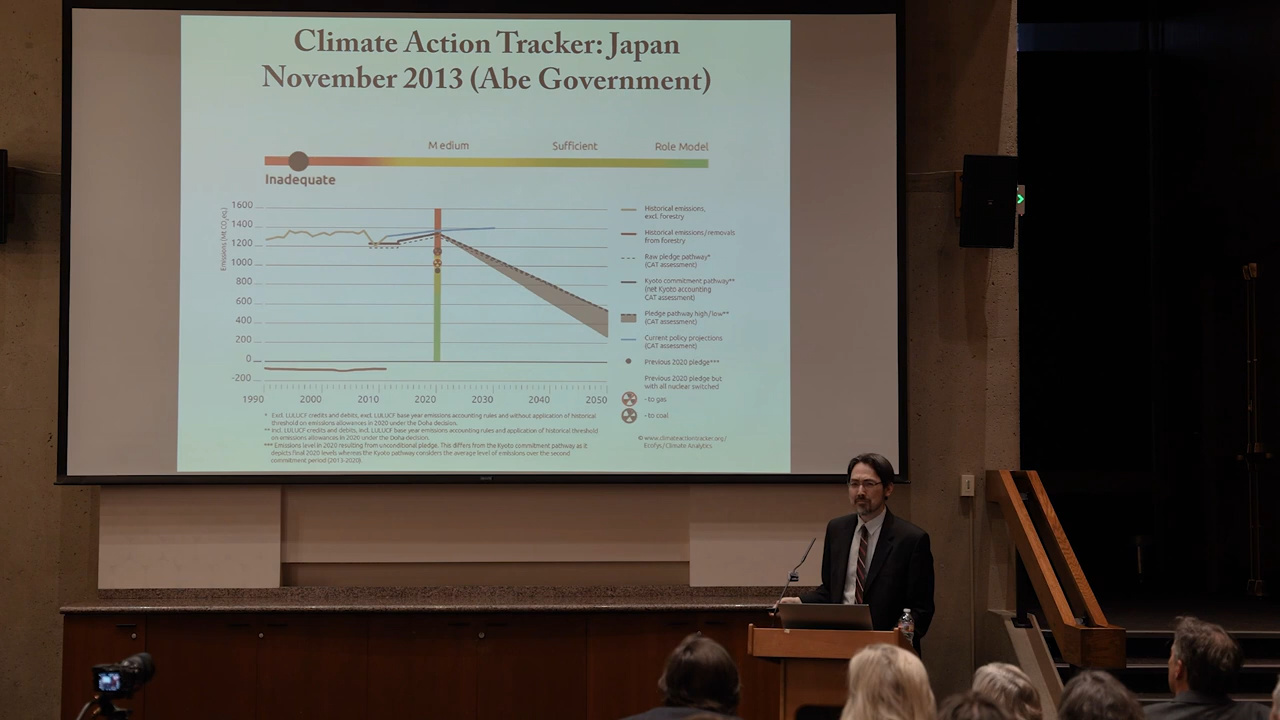 Climate Action Tracker: Japan
November 2013 (Abe Government)
Medium
Sufficient
Role Model
Inadequate
Emissions (MtCO₂eq.)
1600
1400
1200
1000
800
600
400
200
0
-200
1990
2000
2010
2020
2030
2040
2050
Historical emissions,
excl. forestry
Historical emissions/removals
from forestry
Raw pledge pathway*
(CAT assessment)
Kyoto commitment pathway**
(net Kyoto accounting
CAT assessment)
Pledge pathway high/low**
(CAT assessment)
Current policy projections
(CAT assessment)
Previous 2020 pledge***
Previous 2020 pledge but
with all nuclear switched
- to gas
- to coal
© www.climateactiontracker.org/
Ecofys/Climate Analytics
* Excl. LULUCF credits and debits, excl. LULUCF base year emissions accounting rules and without application of historical
threshold on emissions allowances in 2020 under the Doha decision.
** Incl. LULUCF credits and debits, incl. LULUCF base year emissions accounting rules and application of historical threshold
on emissions allowances in 2020 under the Doha decision.
*** Emissions level in 2020 resulting from unconditional pledge. This differs from the Kyoto commitment pathway as it
depicts final 2020 levels whereas the Kyoto pathway considers the average level of emissions over the second
commitment period (2013-2020).